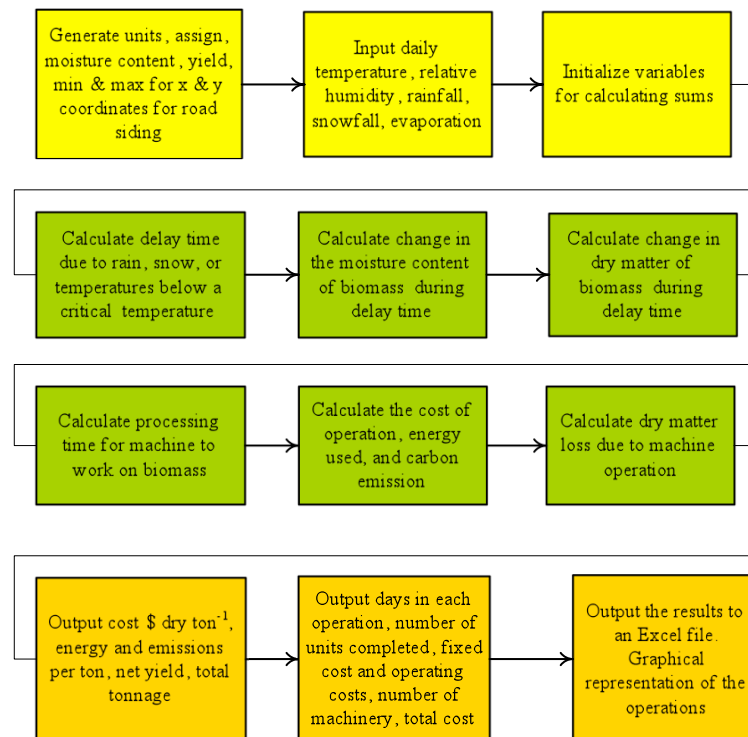 Generate units, assign,
moisture content, yield,
min & max for x & y
coordinates for road
siding
Input daily
temperature, relative
humidity, rainfall,
snowfall, evaporation
Initialize variables
for calculating sums
Calculate delay time
due to rain, snow, or
temperatures below a
critical temperature
Calculate change in
the moisture content
of biomass during
delay time
Calculate change in
dry matter of
biomass during
delay time
Calculate processing
time for machine to
work on biomass
Calculate the cost of
operation, energy
used, and carbon
emission
Calculate dry matter
loss due to machine
operation
Output cost $ dry ton⁻¹,
energy and emissions
per ton, net yield, total
tonnage
Output days in each
operation, number of
units completed, fixed
cost and operating
costs, number of
machinery, total cost
Output the results to
an Excel file.
Graphical
representation of the
operations